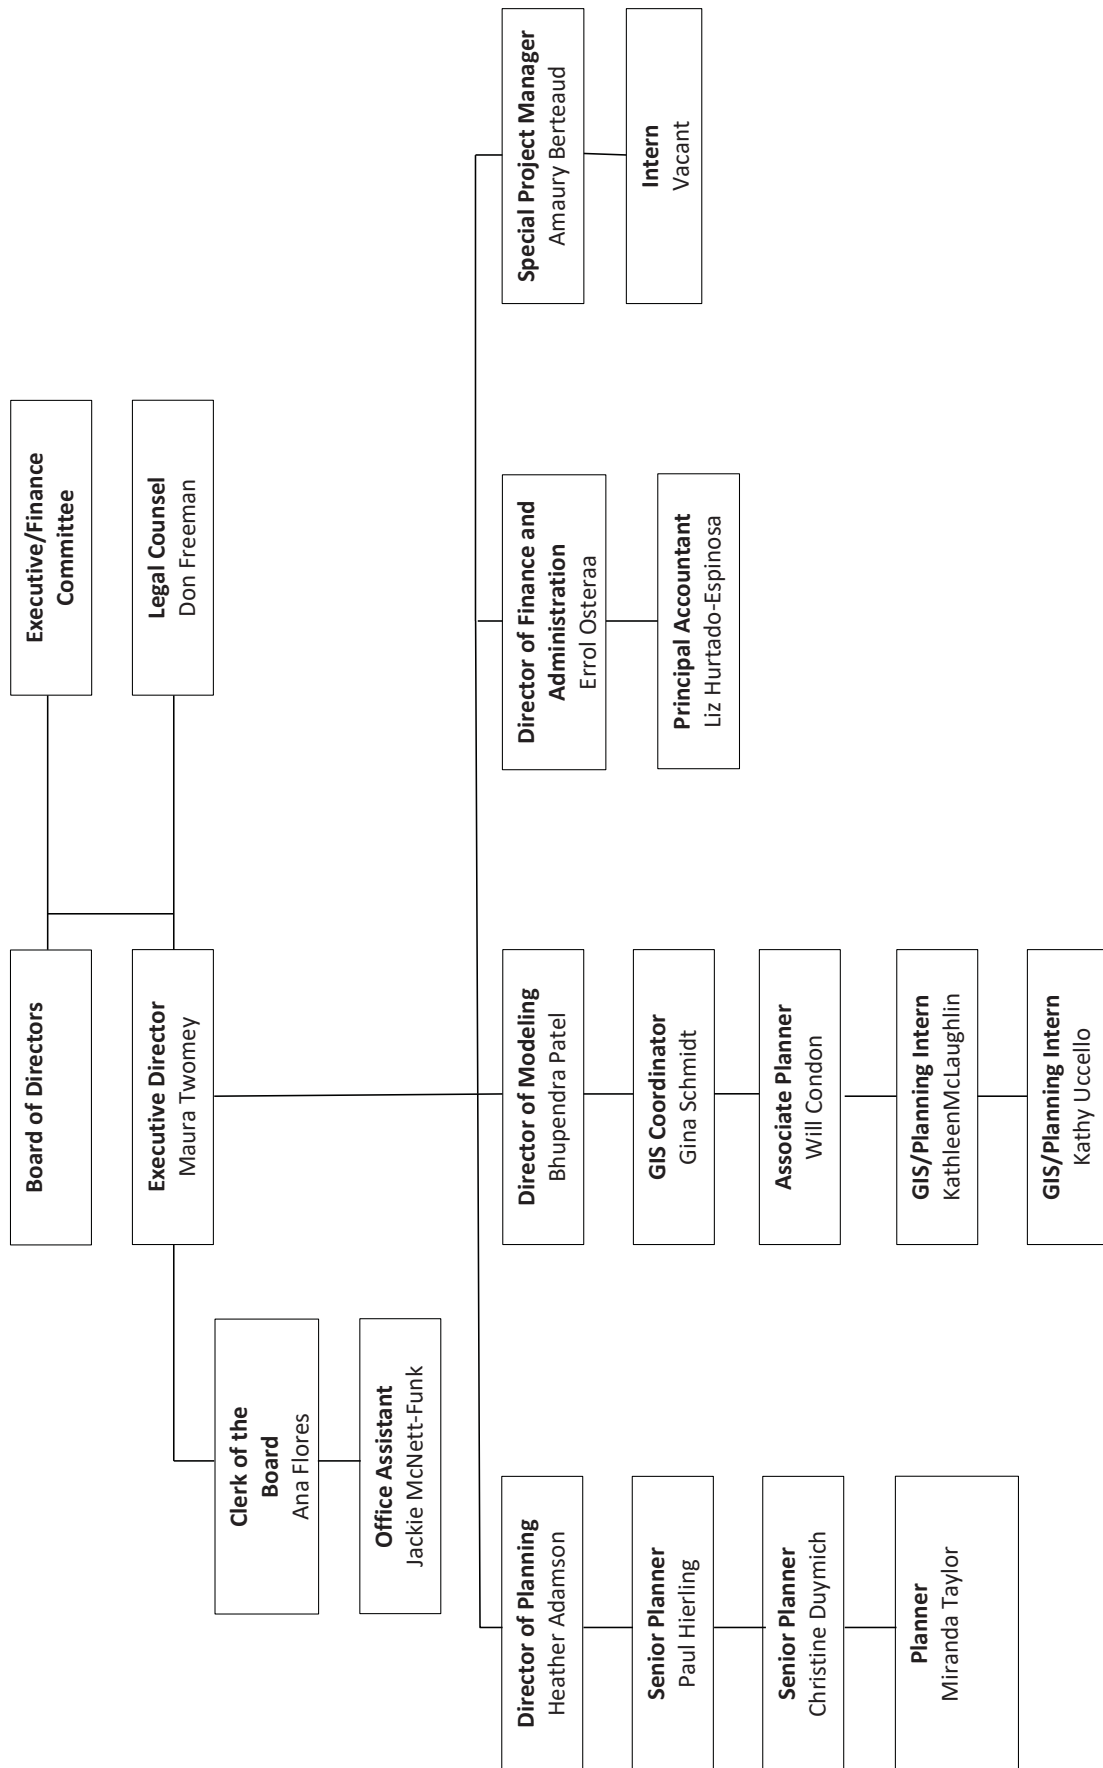 Board of Directors
Executive/Finance
Committee
Executive Director
Maura Twomey
Legal Counsel
Don Freeman
Clerk of the
Board
Ana Flores
Office Assistant
Jackie McNett-Funk
Director of Planning
Heather Adamson
Senior Planner
Paul Hierling
Senior Planner
Christine Duymich
Planner
Miranda Taylor
Director of Modeling
Bhupendra Patel
GIS Coordinator
Gina Schmidt
Associate Planner
Will Condon
GIS/Planning Intern
KathleenMcLaughlin
GIS/Planning Intern
Kathy Uccello
Director of Finance and
Administration
Errol Osteraa
Principal Accountant
Liz Hurtado-Espinosa
Special Project Manager
Amaury Berteaud
Intern
Vacant